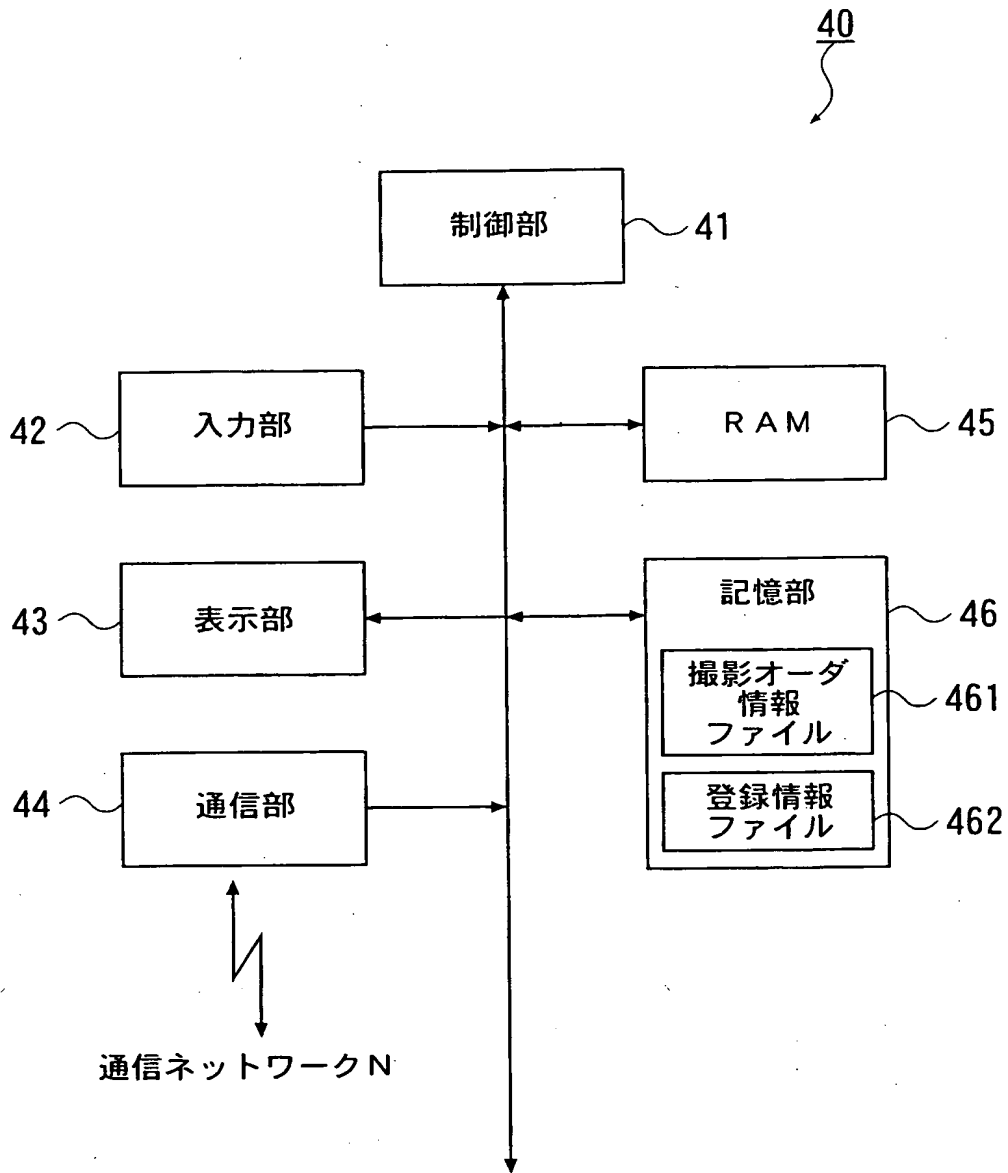 40
制御部
41
42
入力部
RAM
45
43
表示部
記憶部
46
撮影オーダ
情報
ファイル
461
44
通信部
登録情報
ファイル
462
通信ネットワークN